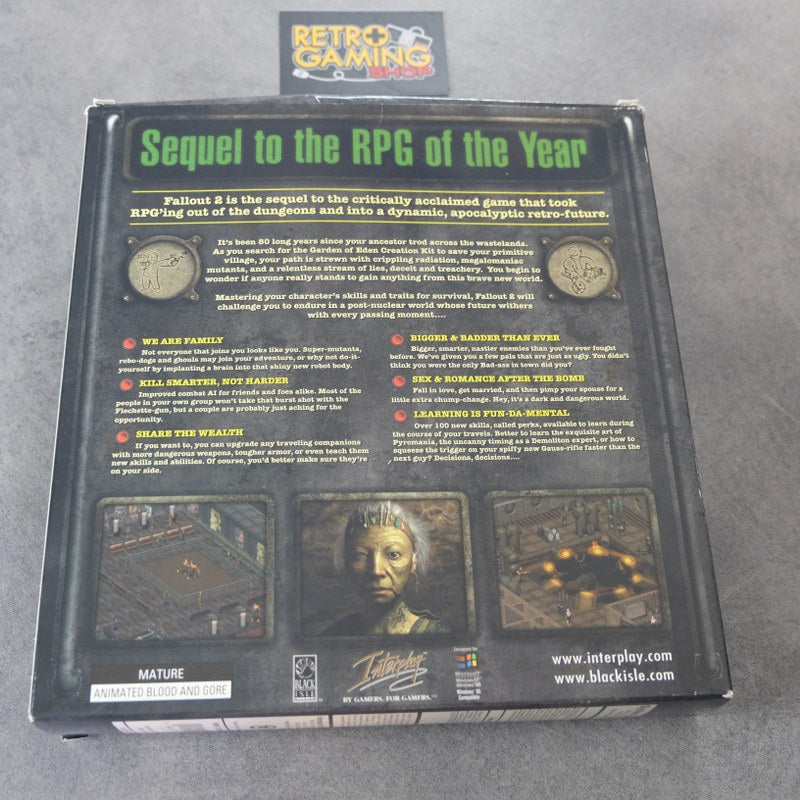 RETRO
GAMING
SHOP
Sequel to the RPG of the Year
Fallout 2 is the sequel to the critically acclaimed game that took
RPG'ing out of the dungeons and into a dynamic, apocalyptic retro-future.
It's been 80 long years since your ancestor trod across the wastelands.
As you search for the Garden of Eden Creation Kit to save your primitive
village, your path is strewn with crippling radiation, megalomaniac
mutants, and a relentless stream of lies, deceit and treachery. You begin to
wonder if anyone really stands to gain anything from this brave new world.
Mastering your character's skills and traits for survival, Fallout 2 will
challenge you to endure in a post-nuclear world whose future withers
with every passing moment....
WE ARE FAMILY
Not everyone that joins you looks like you. Super-mutants,
robo-dogs and ghouls may join your adventure, or why not do-it-
yourself by implanting a brain into that shiny new robot body.
KILL SMARTER, NOT HARDER
Improved combat AI for friends and foes alike. Most of the
people in your own group won't take that burst shot with the
Flechette-gun, but a couple are probably just aching for the
opportunity.
SHARE THE WEALTH
If you want to, you can upgrade any traveling companions
with more dangerous weapons, tougher armor, or even teach them
new skills and abilities. Of course, you'd better make sure they're
on your side.
BIGGER & BADDER THAN EVER
Bigger, smarter, nastier enemies than you've ever fought
before. We've given you a few pals that are just as ugly. You didn't
think you were the only Bad-ass in town did you?
SEX & ROMANCE AFTER THE BOMB
Fall in love, get married, and then pimp your spouse for a
little extra chump-change. Hey, it's a dark and dangerous world.
LEARNING IS FUN-DA-MENTAL
Over 100 new skills, called perks, available to learn during
the course of your travels. Better to learn the exquisite art of
Pyromania, the uncanny timing as a Demolition expert, or how to
squeeze the trigger on your spiffy new Gauss-rifle faster than the
next guy? Decisions, decisions....
MATURE
ANIMATED BLOOD AND GORE
BLACK
ISLE
Interplay
BY GAMERS. FOR GAMERS.™
Designed for
Microsoft
Windows 95
Compatible
www.interplay.com
www.blackisle.com